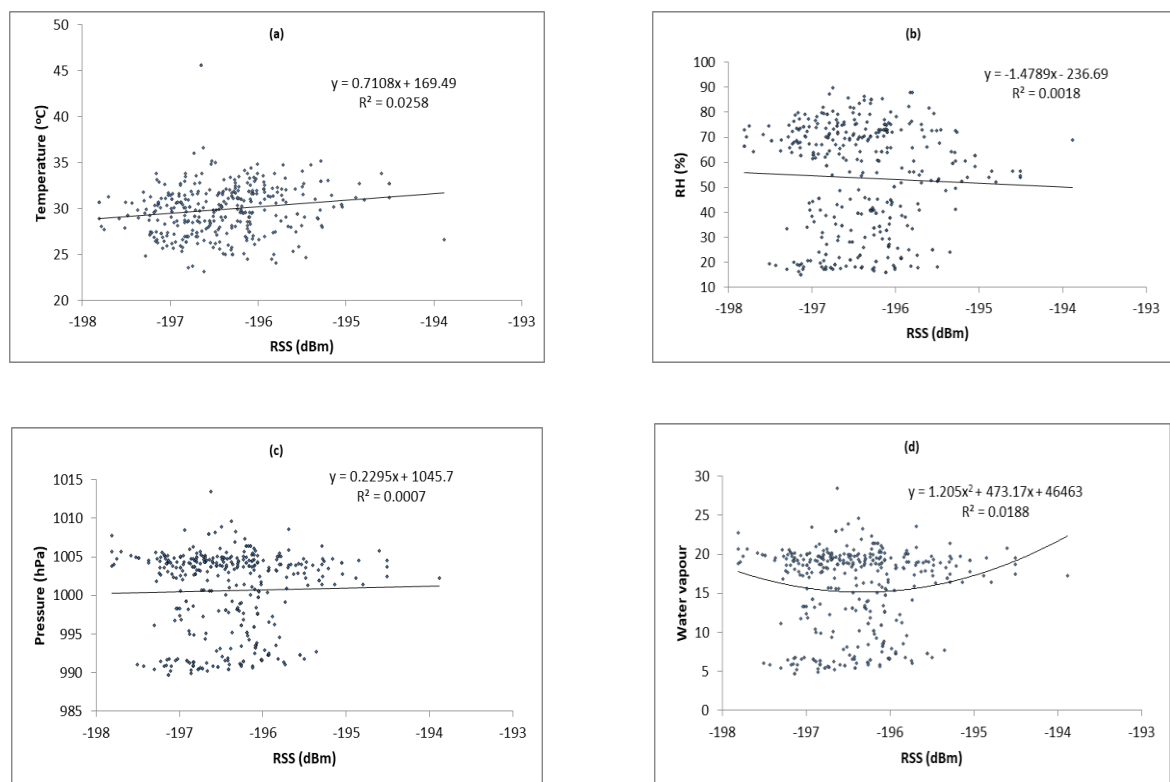 (a)
y = 0.7108x + 169.49
R² = 0.0258
50
45
40
35
30
25
20
Temperature (ºC)
-198 -197 -196 -195 -194 -193
RSS (dBm)
(b)
y = -1.4789x - 236.69
R² = 0.0018
100
90
80
70
60
50
40
30
20
10
RH (%)
-198 -197 -196 -195 -194 -193
RSS (dBm)
(c)
y = 0.2295x + 1045.7
R² = 0.0007
1015
1010
1005
1000
995
990
985
Pressure (hPa)
-198 -197 -196 -195 -194 -193
RSS (dBm)
(d)
y = 1.205x² + 473.17x + 46463
R² = 0.0188
30
25
20
15
10
5
0
Water vapour
-198 -197 -196 -195 -194 -193
RSS (dBm)